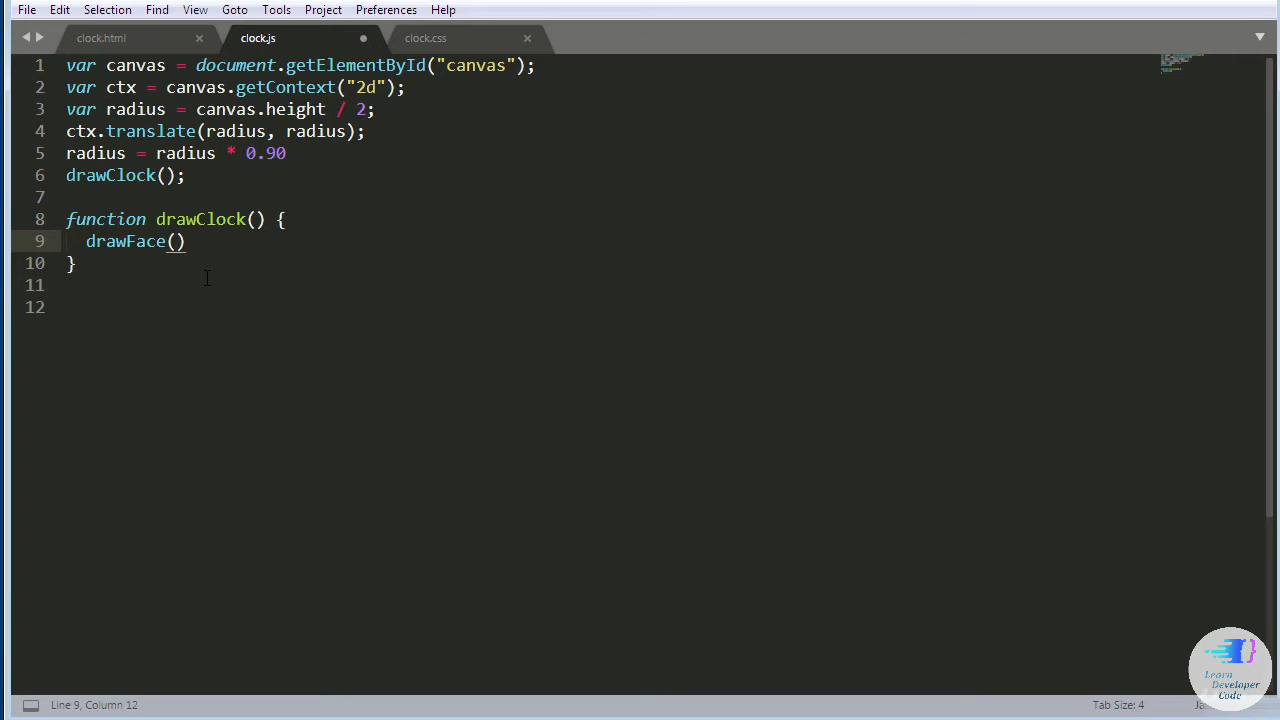 File Edit Selection Find View Goto Tools Project Preferences Help
clock.html clock.js clock.css
1 var canvas = document.getElementById("canvas");
2 var ctx = canvas.getContext("2d");
3 var radius = canvas.height / 2;
4 ctx.translate(radius, radius);
5 radius = radius * 0.90
6 drawClock();
7
8 function drawClock() {
9 drawFace()
10 }
11
12
Learn
Developer
Code
Line 9, Column 12 Tab Size: 4